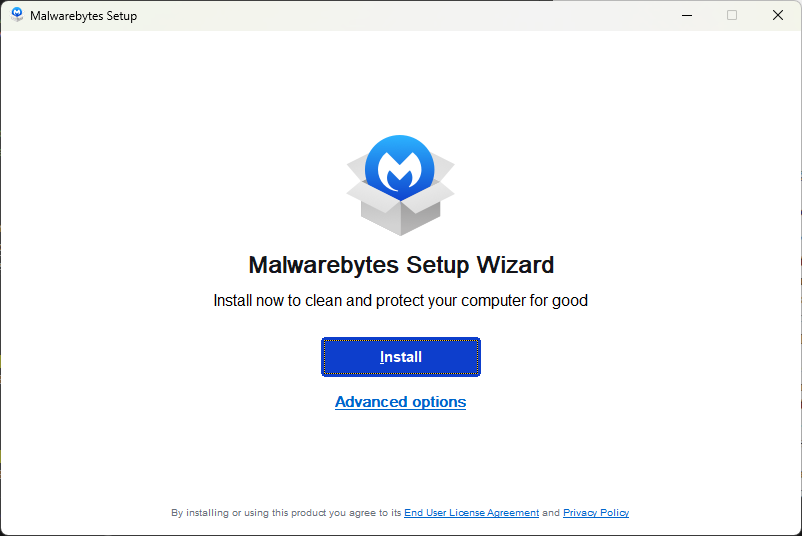 Malwarebytes Setup
Malwarebytes Setup Wizard
Install now to clean and protect your computer for good
Install
Advanced options
By installing or using this product you agree to its End User License Agreement and Privacy Policy